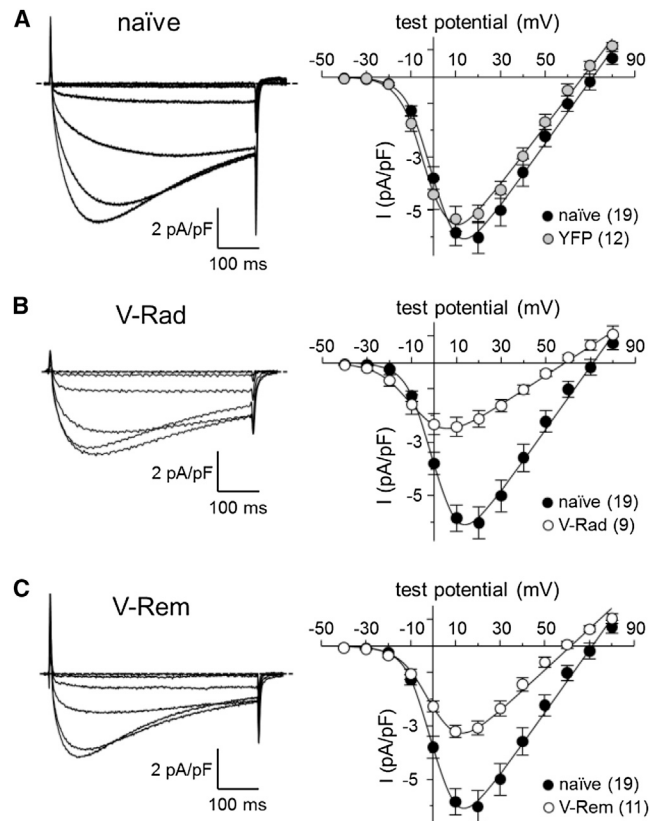 A
naïve
2 pA/pF
100 ms
test potential (mV)
-50 -30 -10 10 30 50 70 90
-3
-5
I (pA/pF)
naïve (19)
YFP (12)
B
V-Rad
2 pA/pF
100 ms
test potential (mV)
-50 -30 -10 10 30 50 70 90
-3
-5
I (pA/pF)
naïve (19)
V-Rad (9)
C
V-Rem
2 pA/pF
100 ms
test potential (mV)
-50 -30 -10 10 30 50 70 90
-3
-5
I (pA/pF)
naïve (19)
V-Rem (11)